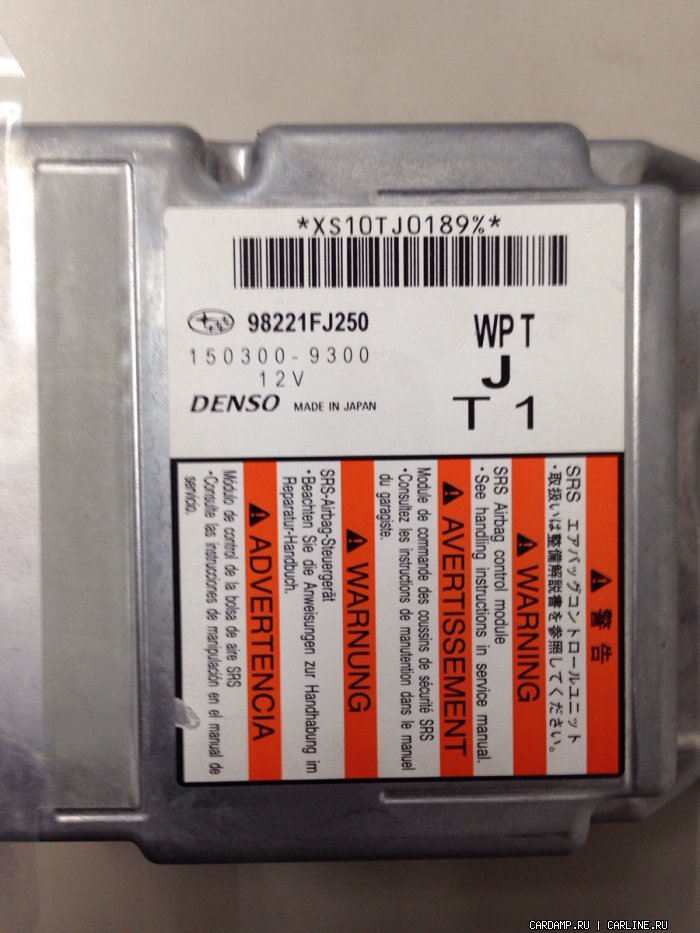 *XS10TJ0189%*
98221FJ250
150300-9300
12V
DENSO MADE IN JAPAN
WPT
J
T 1
警告
SRS エアバッグコントロールユニット
・取扱いは整備解説書を参照してください。
WARNING
SRS Airbag control module
・See handling instructions in service manual.
AVERTISSEMENT
Module de commande des coussins de sécurité SRS
・Consultez les instructions de manutention dans le manuel
du garagiste.
WARNUNG
SRS-Airbag-Steuergerät
・Beachten Sie die Anweisungen zur Handhabung im
Reparatur-Handbuch.
ADVERTENCIA
Módulo de control de la bolsa de aire SRS
・Consulte las instrucciones de manipulación en el manual de
servicio.
CARDAMP.RU | CARLINE.RU